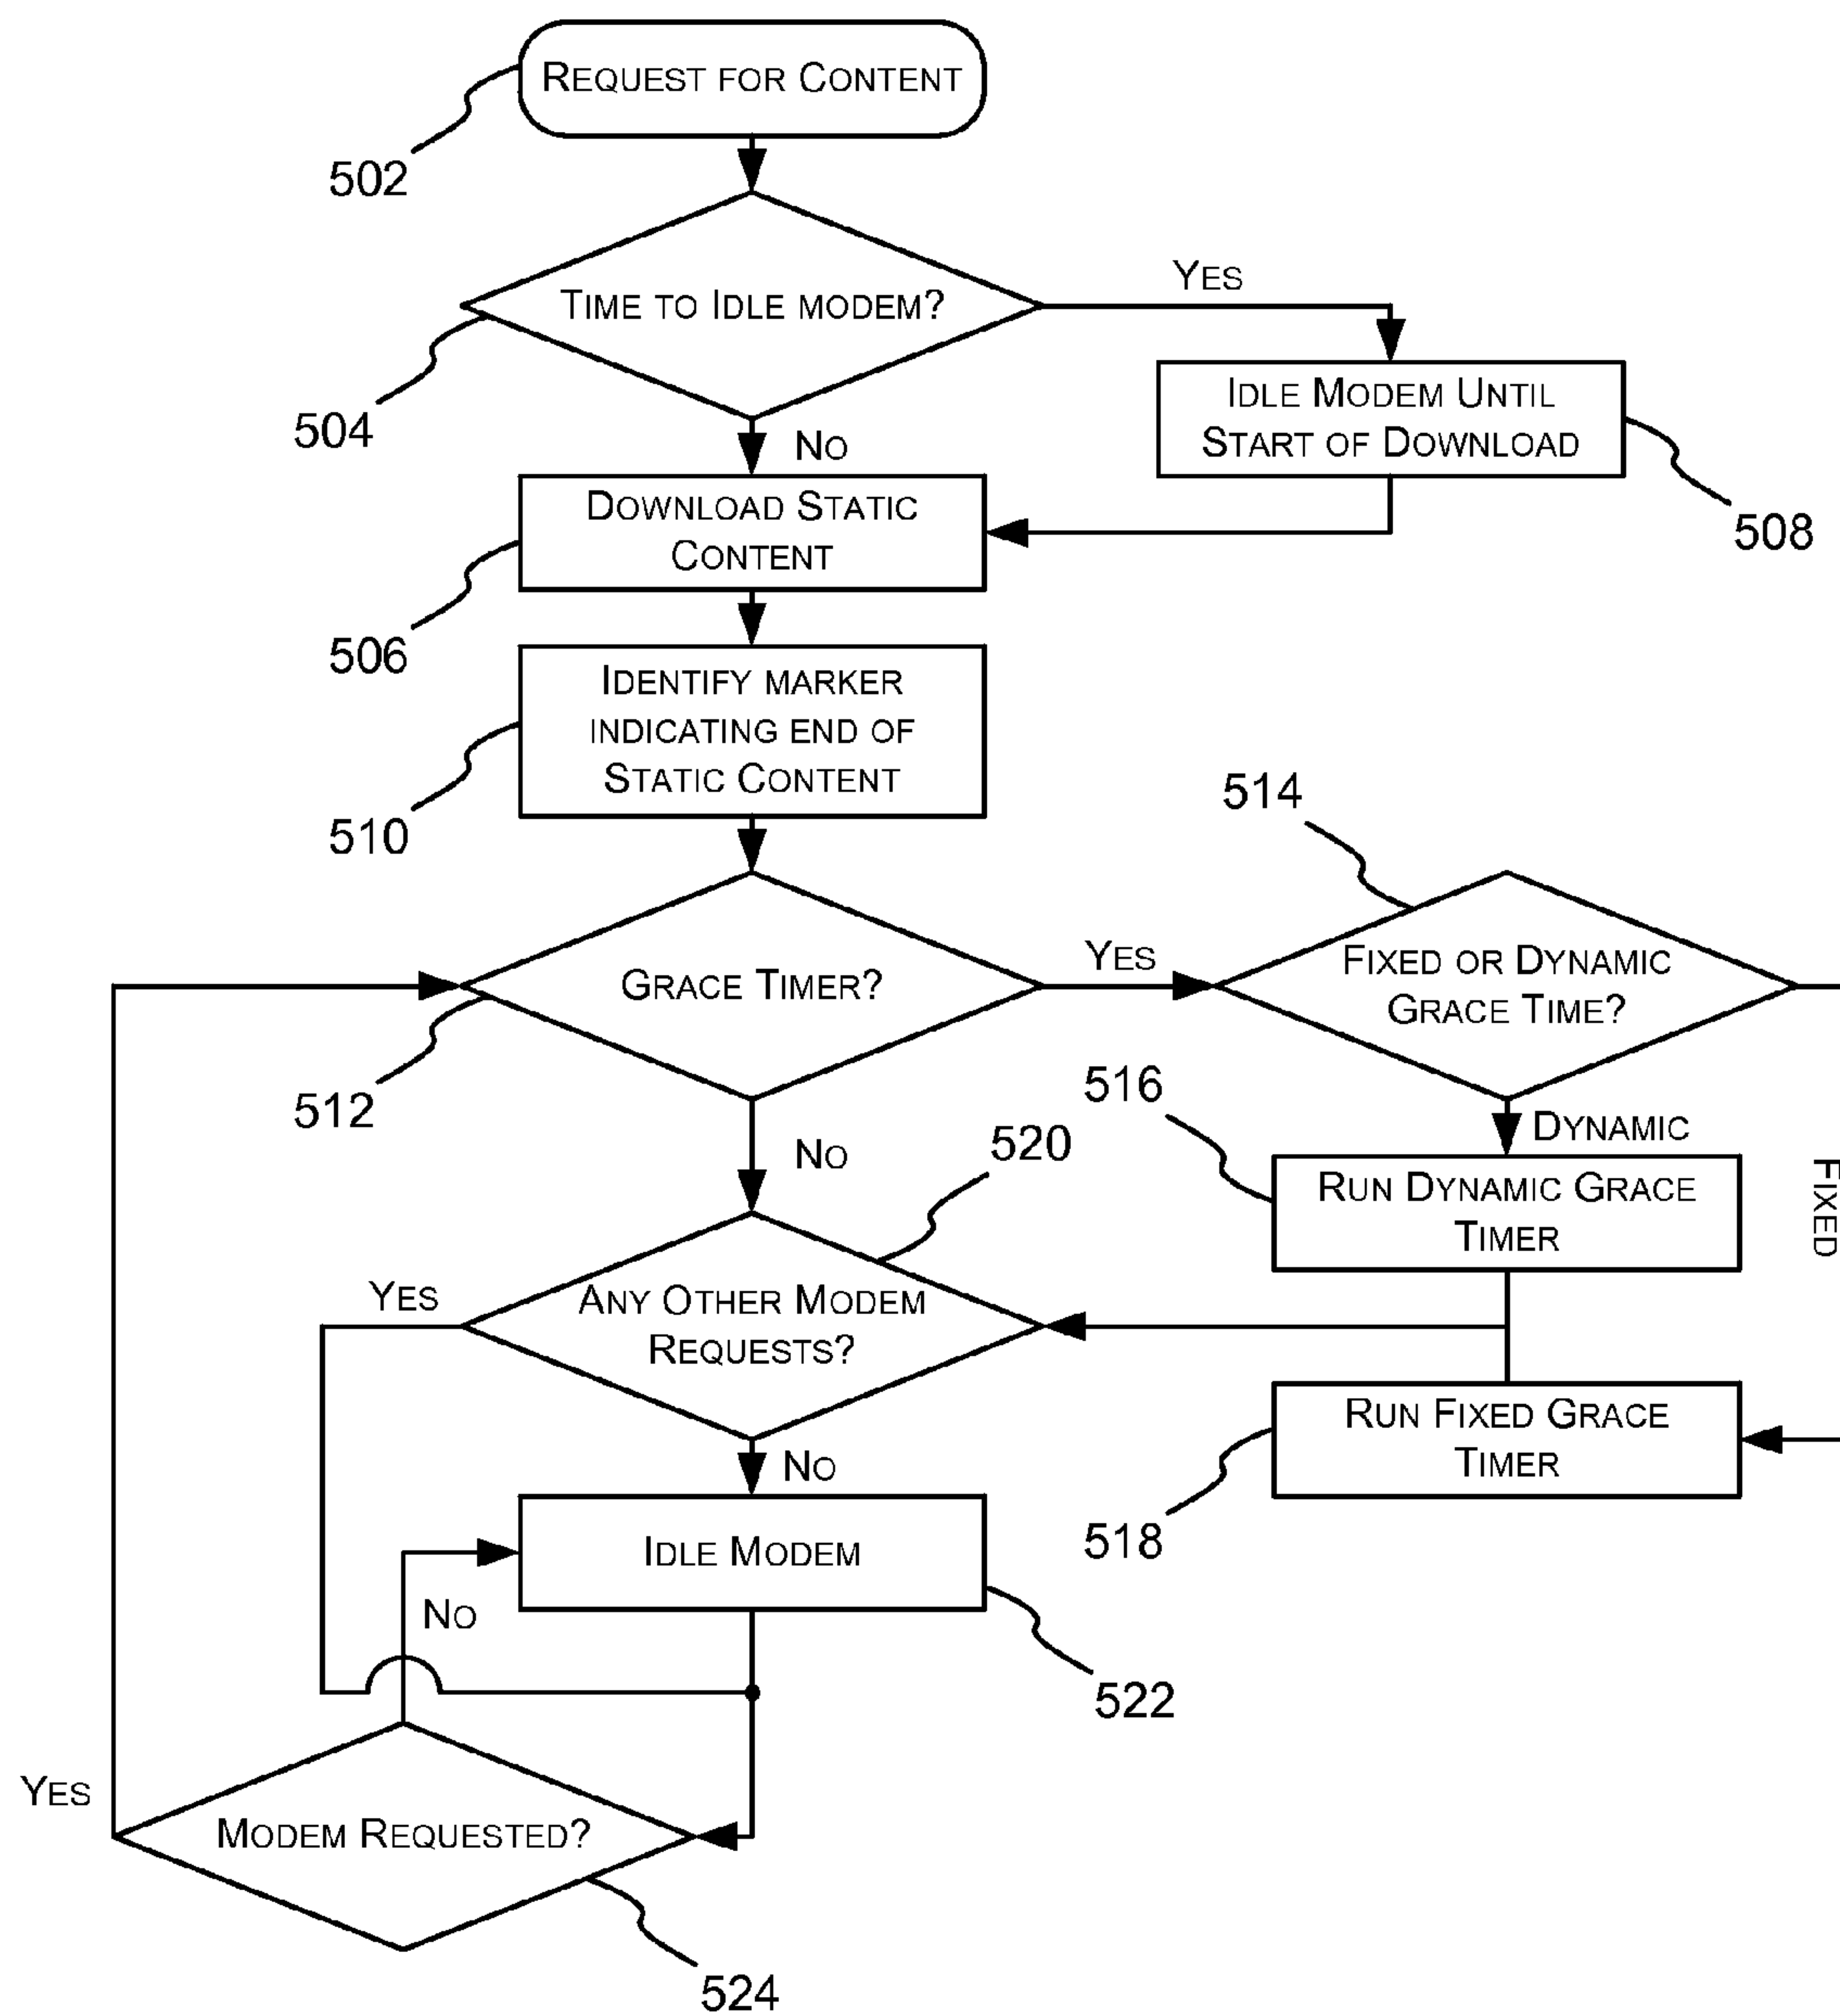 Request for Content
502
Time to Idle modem?
Yes
504
Idle Modem Until
Start of Download
508
No
Download Static
Content
506
Identify marker
indicating end of
Static Content
510
514
Grace Timer?
Yes
Fixed or Dynamic
Grace Time?
512
516
Dynamic
Fixed
No
520
Run Dynamic Grace
Timer
Yes
Any Other Modem
Requests?
Run Fixed Grace
Timer
518
No
Idle Modem
522
No
Yes
Modem Requested?
524